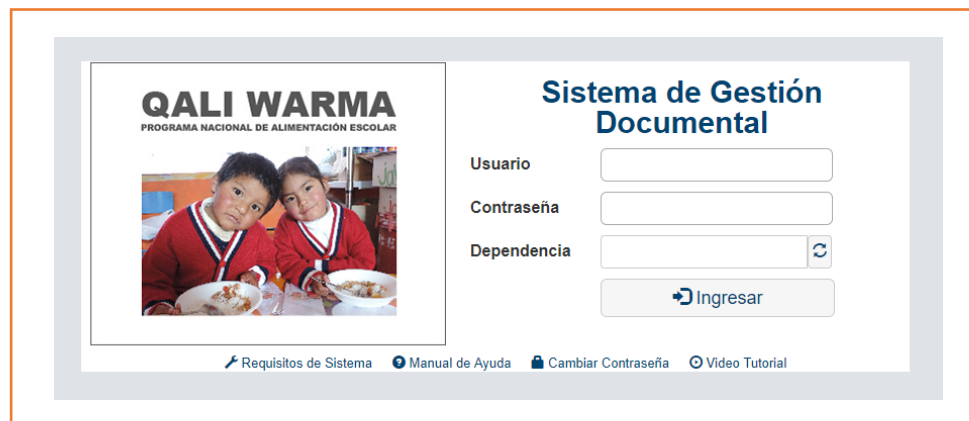 QALI WARMA
PROGRAMA NACIONAL DE ALIMENTACIÓN ESCOLAR
Sistema de Gestión
Documental
Usuario
Contraseña
Dependencia
Ingresar
Requisitos de Sistema Manual de Ayuda Cambiar Contraseña Video Tutorial